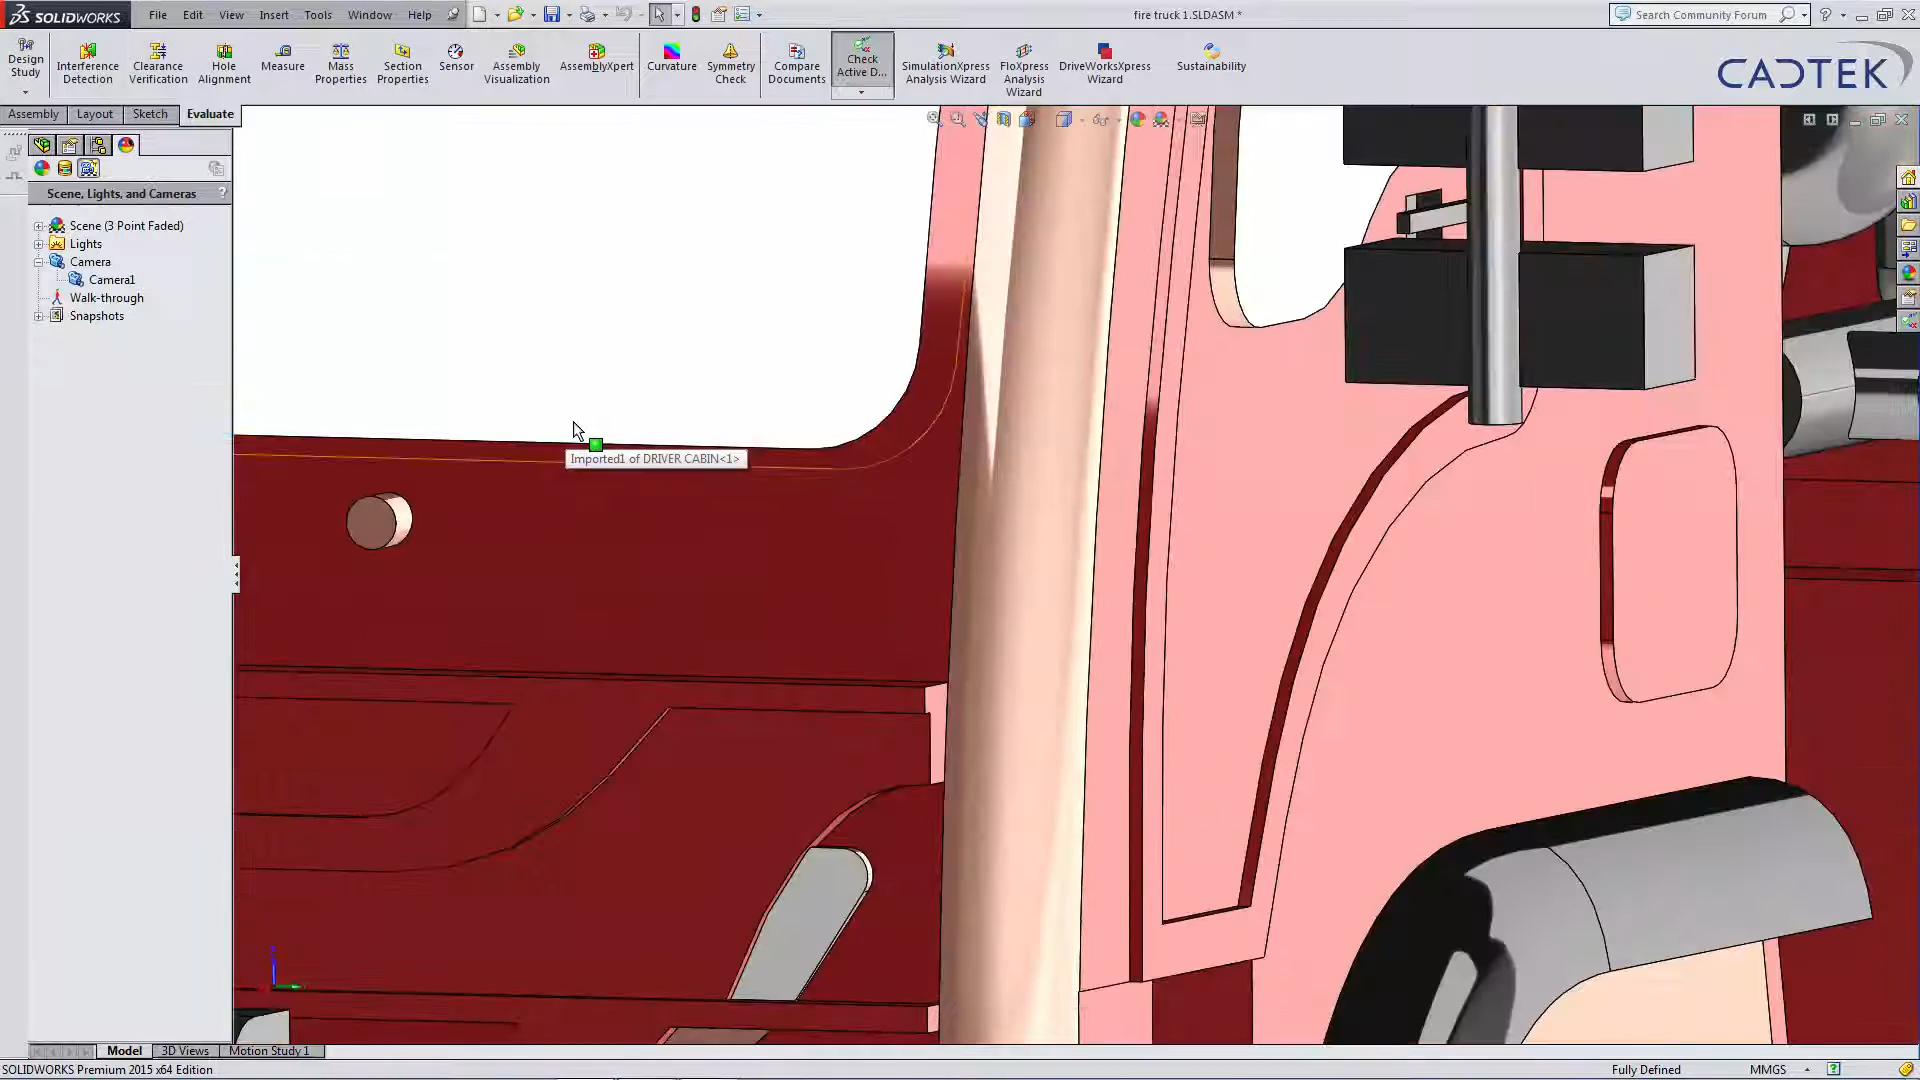 SOLIDWORKS
File Edit View Insert Tools Window Help
fire truck 1.SLDASM *
Search Community Forum
Design Study
Interference Detection
Clearance Verification
Hole Alignment
Measure
Mass Properties
Section Properties
Sensor
Assembly Visualization
AssemblyXpert
Curvature
Symmetry Check
Compare Documents
Check Active D...
SimulationXpress Analysis Wizard
FloXpress Analysis Wizard
DriveWorksXpress Wizard
Sustainability
CADTEK
Assembly Layout Sketch Evaluate
Scene, Lights, and Cameras
?
Scene (3 Point Faded)
Lights
Camera
Camera1
Walk-through
Snapshots
Imported1 of DRIVER CABIN<1>
Model 3D Views Motion Study 1
SOLIDWORKS Premium 2015 x64 Edition
Fully Defined
MMGS